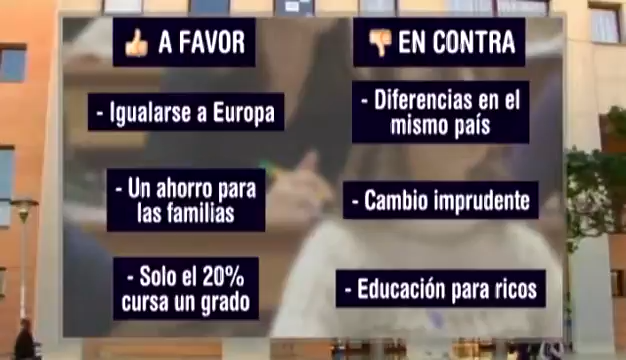 A FAVOR
- Igualarse a Europa
- Un ahorro para
las familias
- Solo el 20%
cursa un grado
EN CONTRA
- Diferencias en el
mismo país
- Cambio imprudente
- Educación para ricos